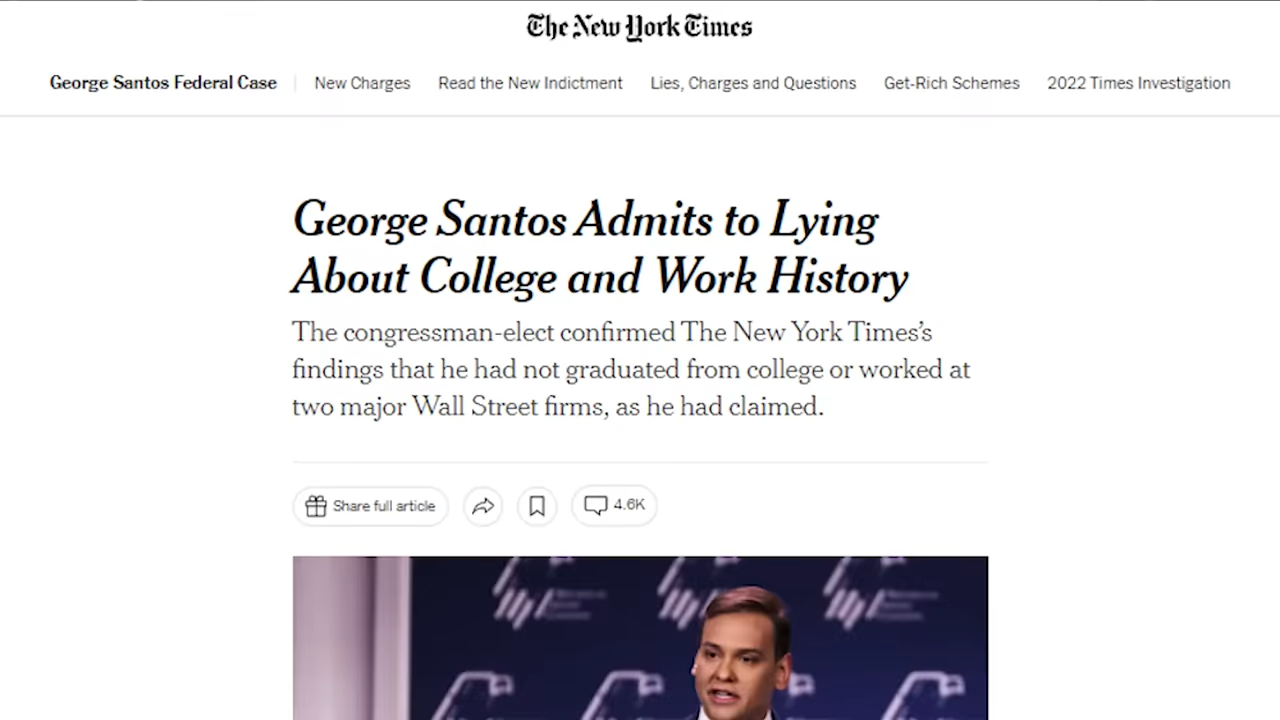 The New York Times
George Santos Federal Case
New Charges
Read the New Indictment
Lies, Charges and Questions
Get-Rich Schemes
2022 Times Investigation
George Santos Admits to Lying
About College and Work History
The congressman-elect confirmed The New York Times’s
findings that he had not graduated from college or worked at
two major Wall Street firms, as he had claimed.
Share full article
4.6K